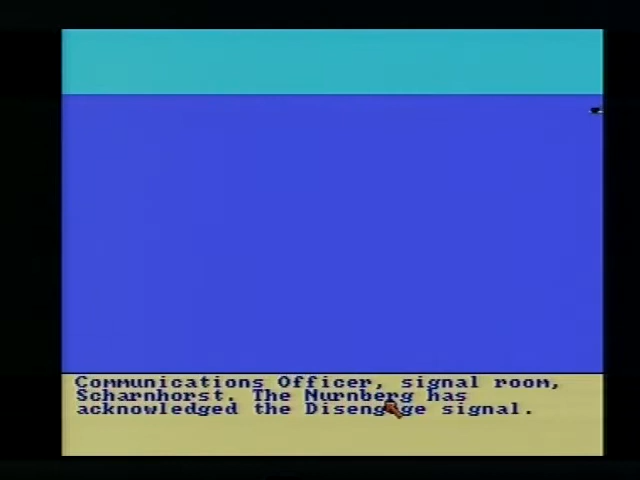 Communications Officer, signal room,
Scharnhorst. The Nurnberg has
acknowledged the Disengage signal.